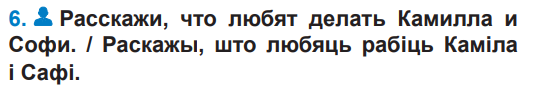 6. Расскажи, что любят делать Камилла и
Софи. / Раскажы, што любяць рабіць Каміла
і Сафі.